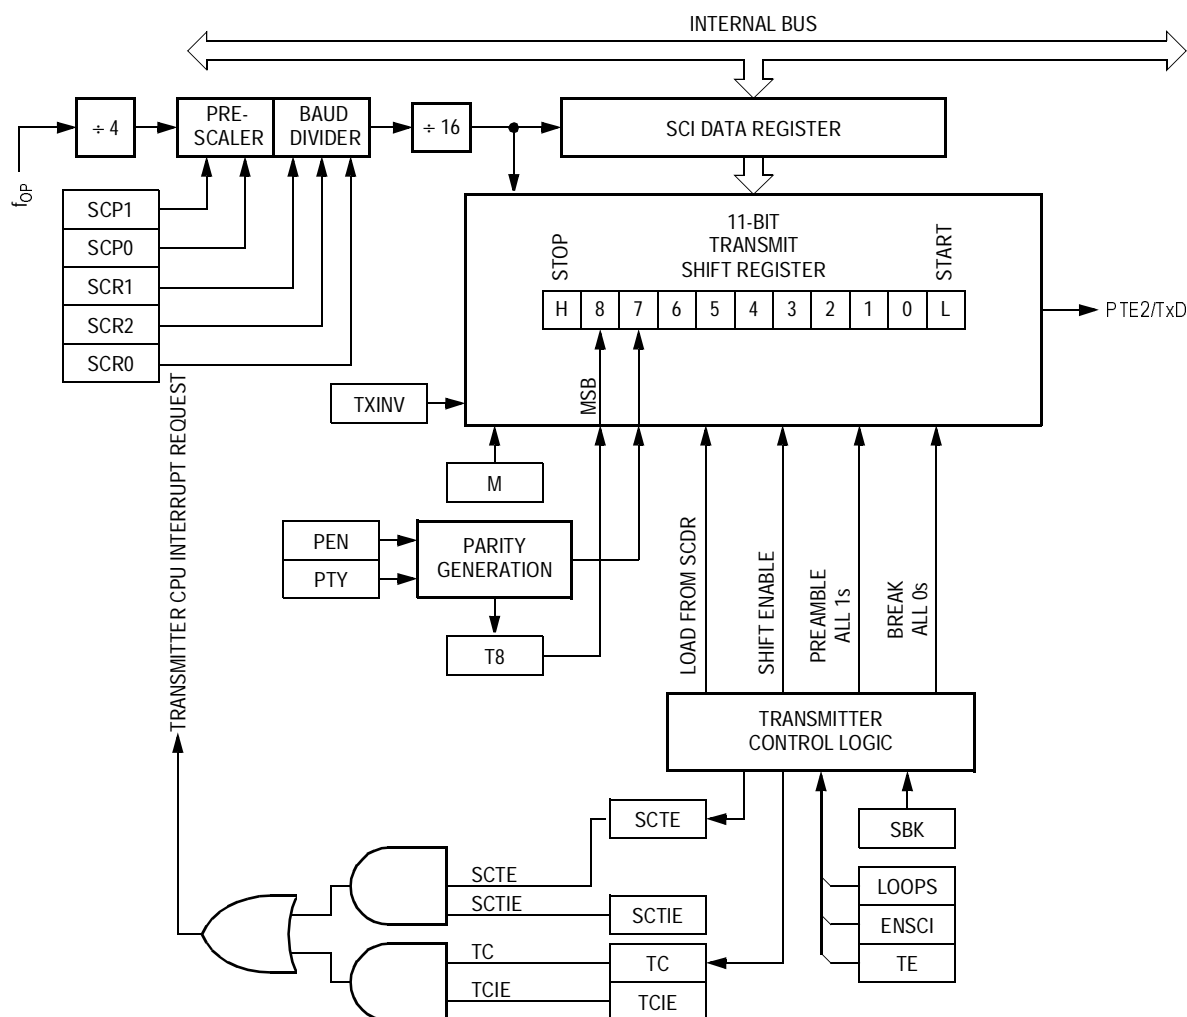 INTERNAL BUS
÷ 4
PRE-
SCALER
BAUD
DIVIDER
÷ 16
SCI DATA REGISTER
fOP
SCP1
SCP0
SCR1
SCR2
SCR0
11-BIT
TRANSMIT
SHIFT REGISTER
STOP
START
H 8 7 6 5 4 3 2 1 0 L
PTE2/TxD
TXINV
MSB
M
TRANSMITTER CPU INTERRUPT REQUEST
PEN
PTY
PARITY
GENERATION
T8
LOAD FROM SCDR
SHIFT ENABLE
PREAMBLE
ALL 1s
BREAK
ALL 0s
TRANSMITTER
CONTROL LOGIC
SCTE
SBK
SCTE
SCTIE
SCTIE
LOOPS
ENSCI
TE
TC
TC
TCIE
TCIE